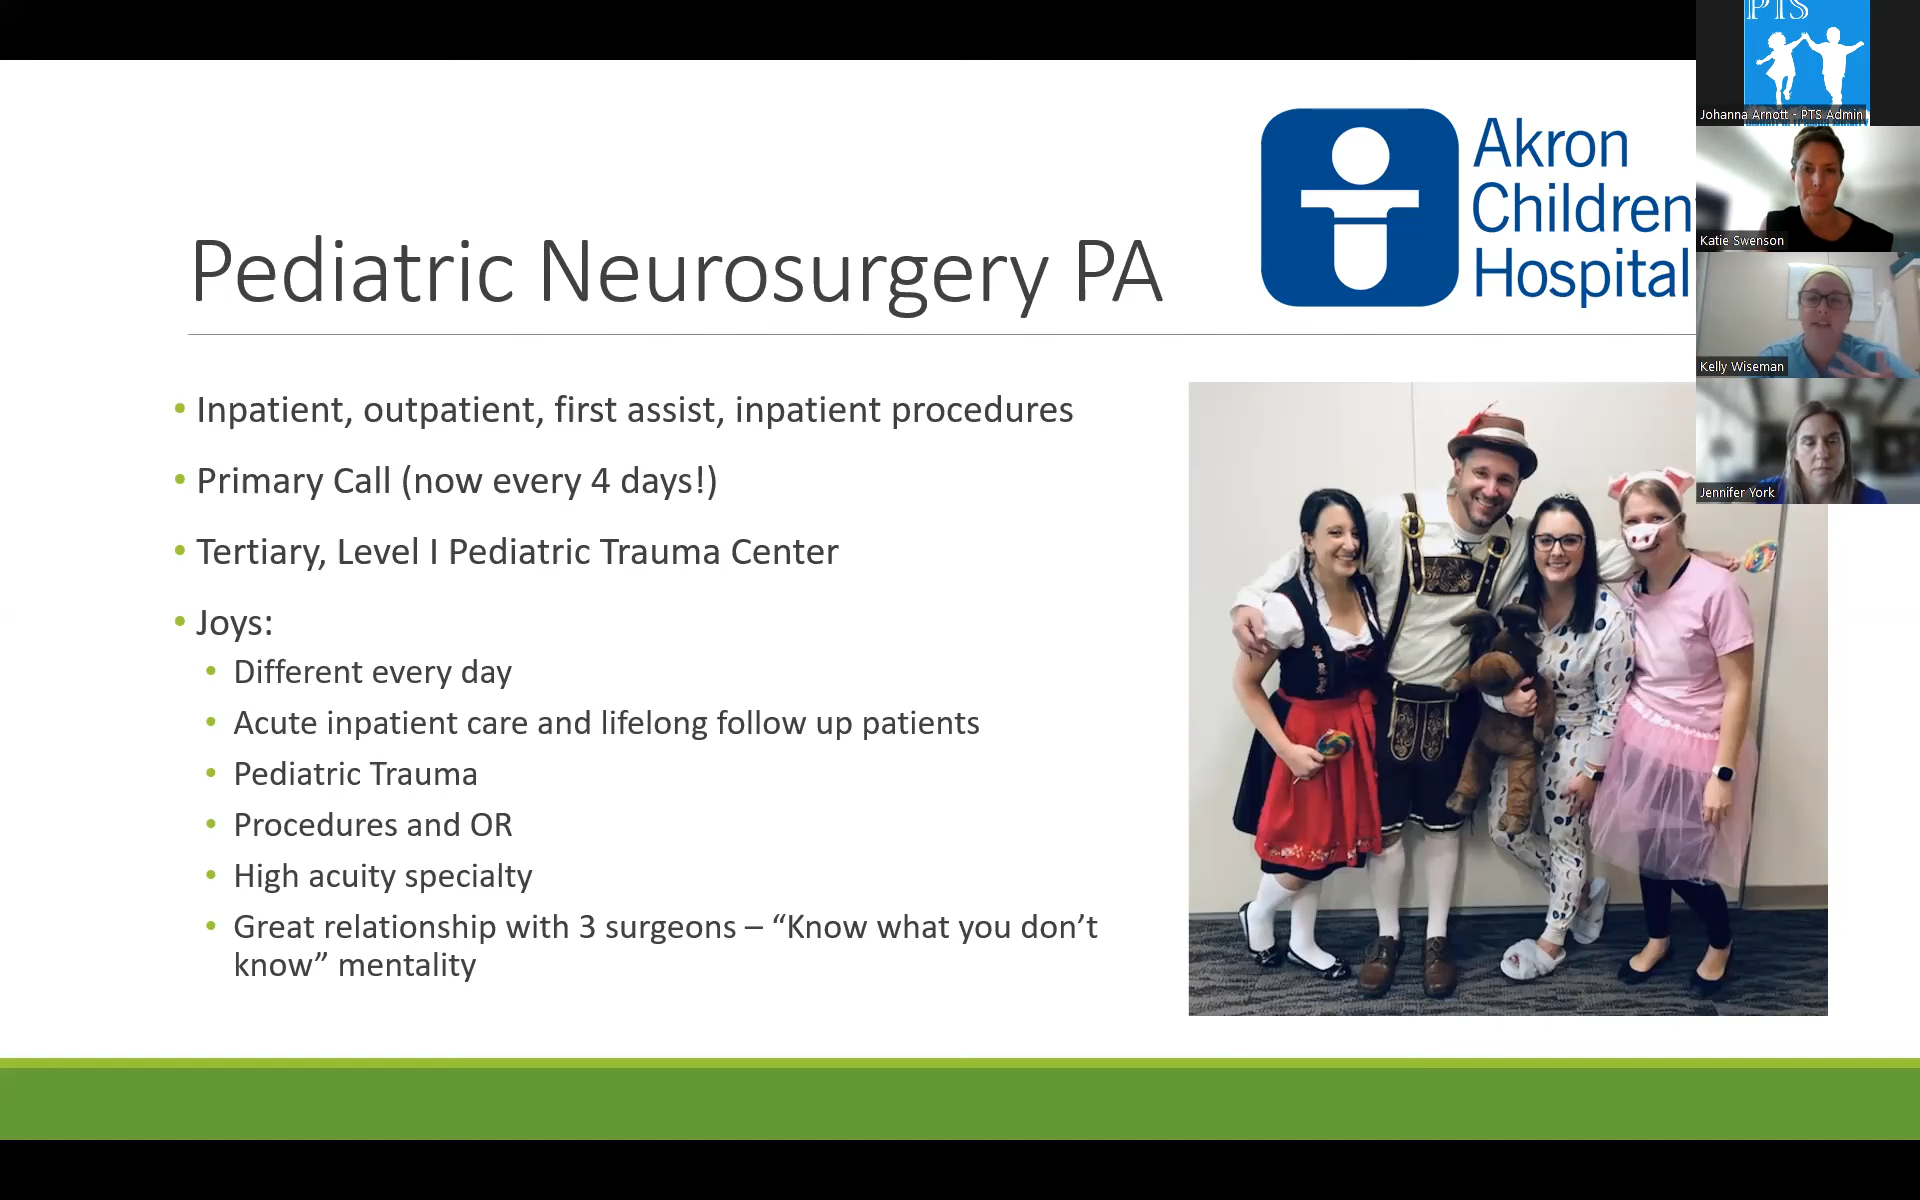 PTS
Johanna Arnott - PTS Admin
Akron
Children
Hospital
Katie Swenson
Pediatric Neurosurgery PA
Kelly Wiseman
• Inpatient, outpatient, first assist, inpatient procedures
Jennifer York
• Primary Call (now every 4 days!)
• Tertiary, Level I Pediatric Trauma Center
• Joys:
• Different every day
• Acute inpatient care and lifelong follow up patients
• Pediatric Trauma
• Procedures and OR
• High acuity specialty
• Great relationship with 3 surgeons – “Know what you don’t
know” mentality